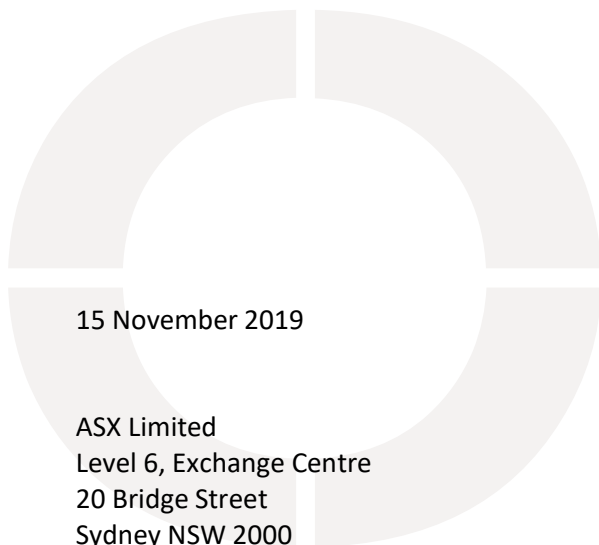 15 November 2019
ASX Limited
Level 6, Exchange Centre
20 Bridge Street
Sydney NSW 2000